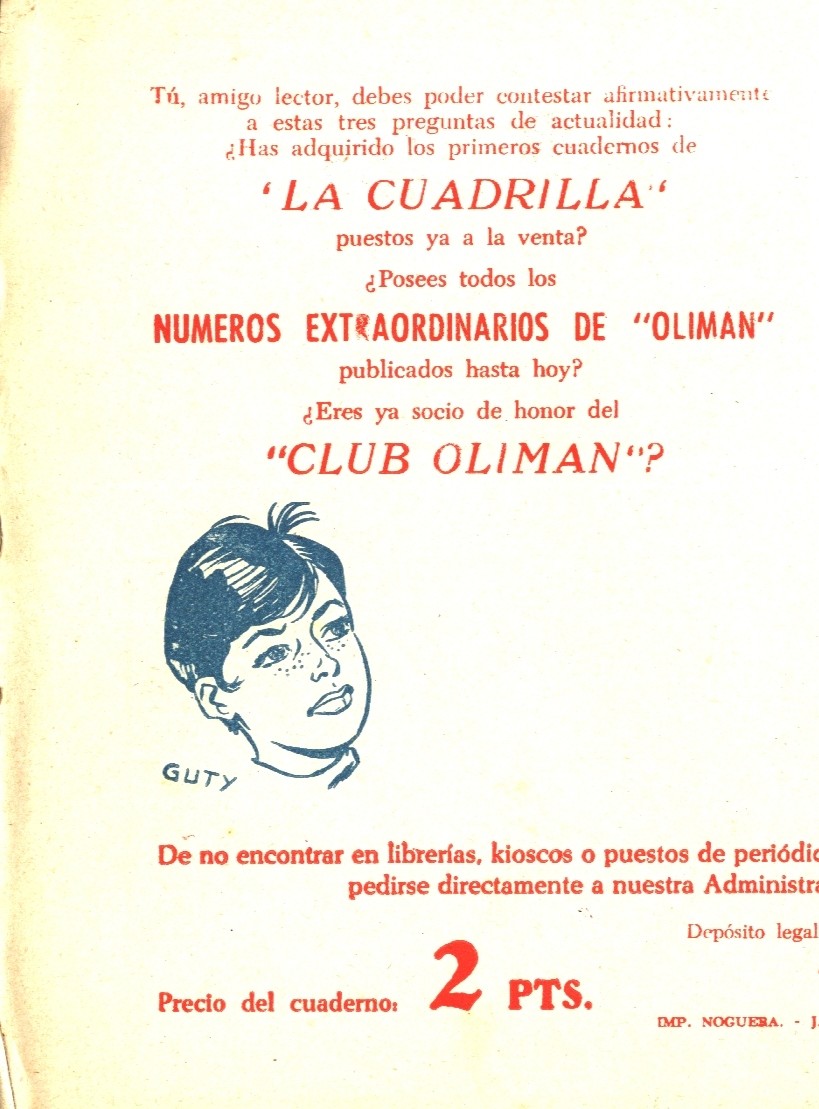 Tú, amigo lector, debes poder contestar afirmativamente
a estas tres preguntas de actualidad:
¿Has adquirido los primeros cuadernos de
‘LA CUADRILLA‘
puestos ya a la venta?
¿Posees todos los
NUMEROS EXTRAORDINARIOS DE "OLIMAN"
publicados hasta hoy?
¿Eres ya socio de honor del
"CLUB OLIMAN"?
GUTY
De no encontrar en librerías, kioscos o puestos de periódic
pedirse directamente a nuestra Administra
Depósito legal
Precio del cuaderno: 2 PTS.
IMP. NOGUERA. - J.